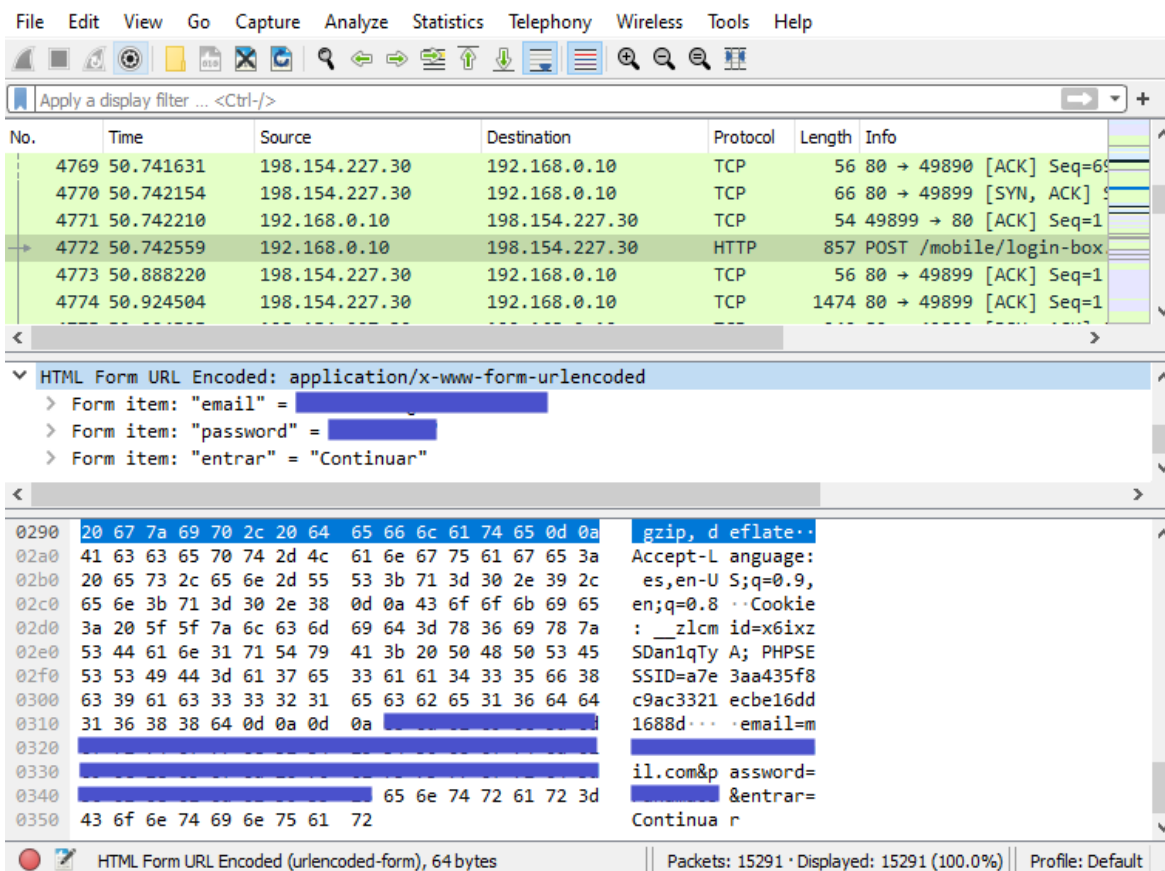 File Edit View Go Capture Analyze Statistics Telephony Wireless Tools Help
Apply a display filter ... <Ctrl-/>
No. Time Source Destination Protocol Length Info
4769 50.741631 198.154.227.30 192.168.0.10 TCP 56 80 → 49890 [ACK] Seq=69
4770 50.742154 198.154.227.30 192.168.0.10 TCP 66 80 → 49899 [SYN, ACK] S
4771 50.742210 192.168.0.10 198.154.227.30 TCP 54 49899 → 80 [ACK] Seq=1
4772 50.742559 192.168.0.10 198.154.227.30 HTTP 857 POST /mobile/login-box.
4773 50.888220 198.154.227.30 192.168.0.10 TCP 56 80 → 49899 [ACK] Seq=1
4774 50.924504 198.154.227.30 192.168.0.10 TCP 1474 80 → 49899 [ACK] Seq=1
HTML Form URL Encoded: application/x-www-form-urlencoded
Form item: "email" =
Form item: "password" =
Form item: "entrar" = "Continuar"
0290 20 67 7a 69 70 2c 20 64 65 66 6c 61 74 65 0d 0a gzip, d eflate··
02a0 41 63 63 65 70 74 2d 4c 61 6e 67 75 61 67 65 3a Accept-L anguage:
02b0 20 65 73 2c 65 6e 2d 55 53 3b 71 3d 30 2e 39 2c es,en-U S;q=0.9,
02c0 65 6e 3b 71 3d 30 2e 38 0d 0a 43 6f 6f 6b 69 65 en;q=0.8 ··Cookie
02d0 3a 20 5f 5f 7a 6c 63 6d 69 64 3d 78 36 69 78 7a : __zlcm id=x6ixz
02e0 53 44 61 6e 31 71 54 79 41 3b 20 50 48 50 53 45 SDan1qTy A; PHPSE
02f0 53 53 49 44 3d 61 37 65 33 61 61 34 33 35 66 38 SSID=a7e 3aa435f8
0300 63 39 61 63 33 33 32 31 65 63 62 65 31 36 64 64 c9ac3321 ecbe16dd
0310 31 36 38 38 64 0d 0a 0d 0a 1688d··· ·email=m
0320
0330 il.com&p assword=
0340 65 6e 74 72 61 72 3d &entrar=
0350 43 6f 6e 74 69 6e 75 61 72 Continua r
HTML Form URL Encoded (urlencoded-form), 64 bytes Packets: 15291 · Displayed: 15291 (100.0%) Profile: Default